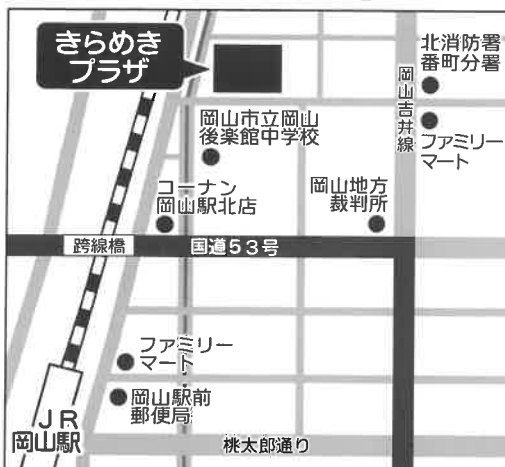 きらめき
プラザ
北消防署
番町分署
岡山吉井線
ファミリー
マート
岡山市立岡山
後楽館中学校
コーナン
岡山駅北店
岡山地方
裁判所
跨線橋
国道53号
ファミリー
マート
岡山駅前
郵便局
JR
岡山駅
桃太郎通り